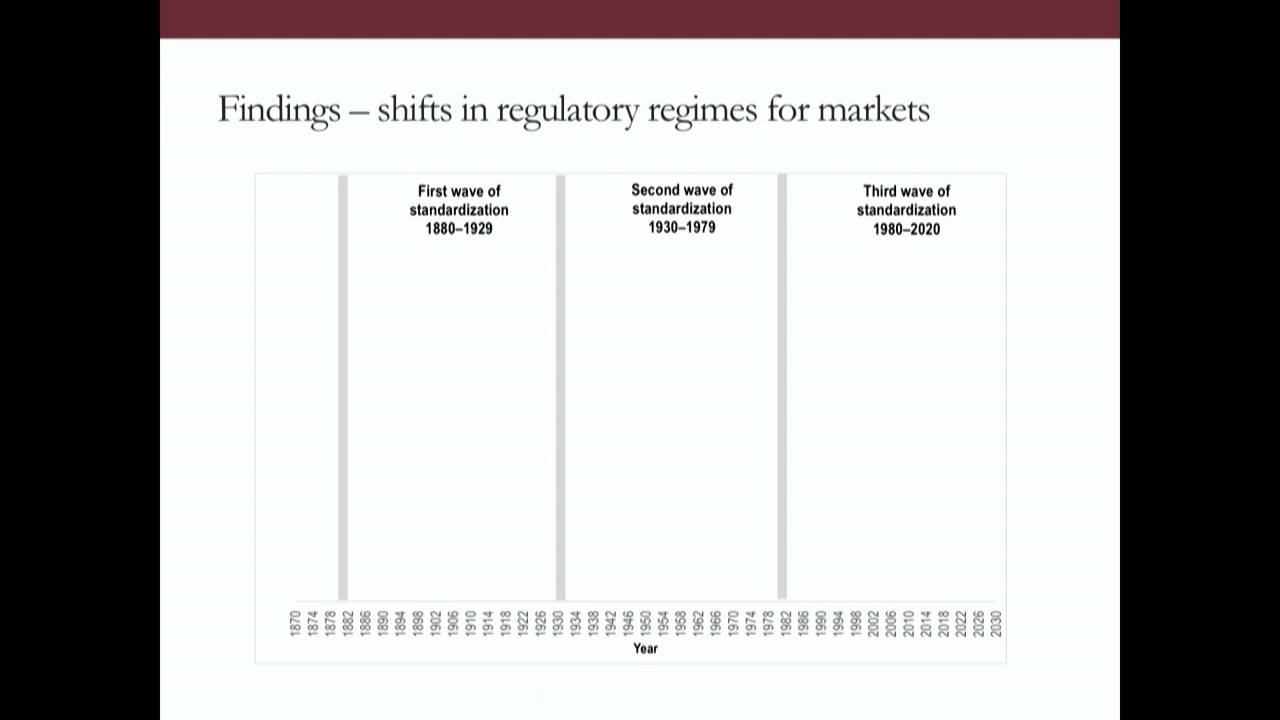 Findings – shifts in regulatory regimes for markets
First wave of
standardization
1880–1929
Second wave of
standardization
1930–1979
Third wave of
standardization
1980–2020
1870 1874 1878 1882 1886 1890 1894 1898 1902 1906 1910 1914 1918 1922 1926 1930 1934 1938 1942 1946 1950 1954 1958 1962 1966 1970 1974 1978 1982 1986 1990 1994 1998 2002 2006 2010 2014 2018 2022 2026 2030
Year